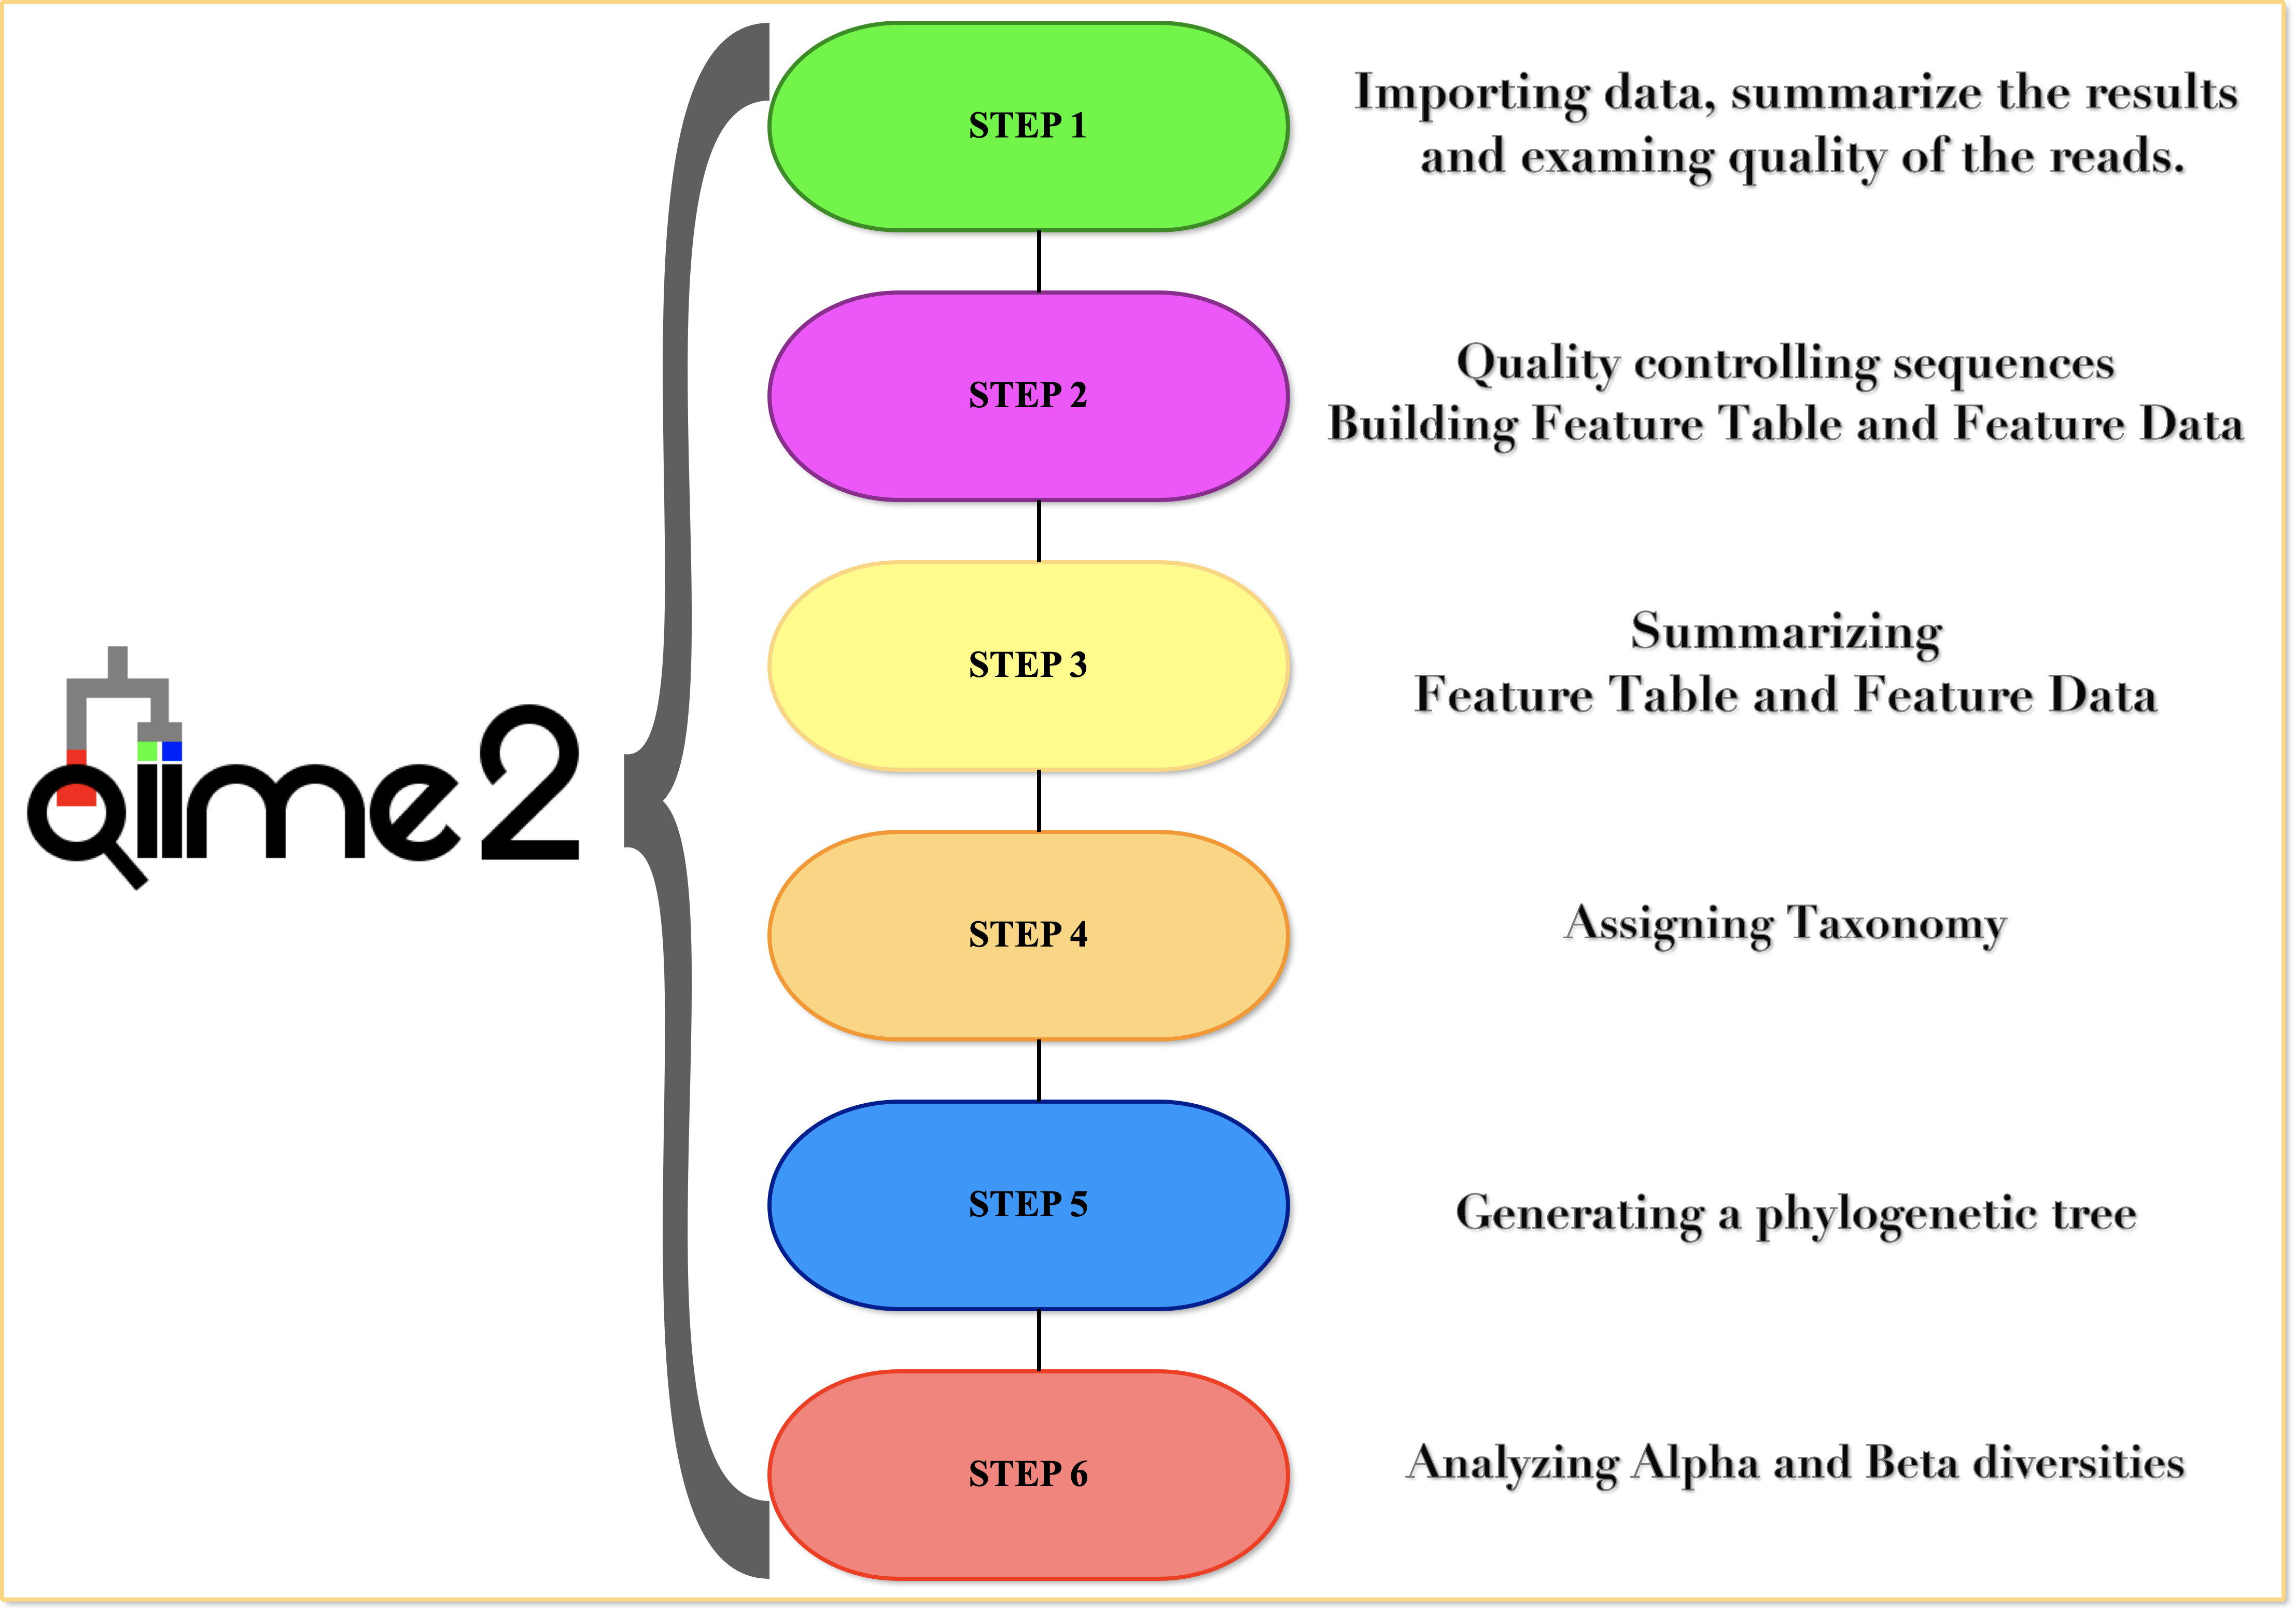 qiime2
STEP 1
Importing data, summarize the results
and examing quality of the reads.
STEP 2
Quality controlling sequences
Building Feature Table and Feature Data
STEP 3
Summarizing
Feature Table and Feature Data
STEP 4
Assigning Taxonomy
STEP 5
Generating a phylogenetic tree
STEP 6
Analyzing Alpha and Beta diversities